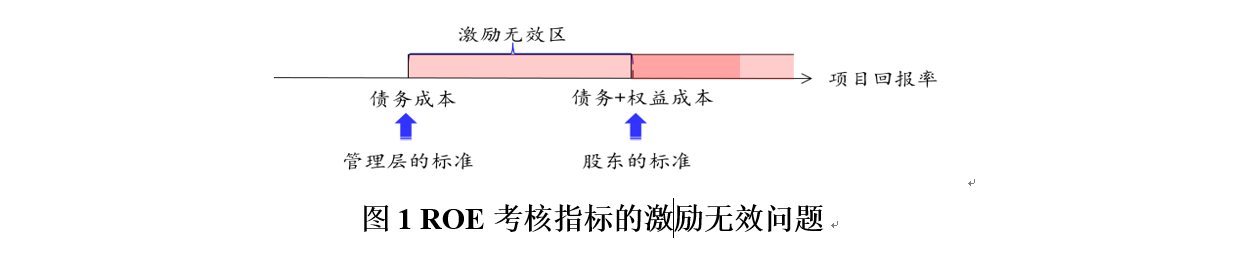 激励无效区
项目回报率
债务成本
债务+权益成本
管理层的标准
股东的标准
图 1 ROE 考核指标的激励无效问题